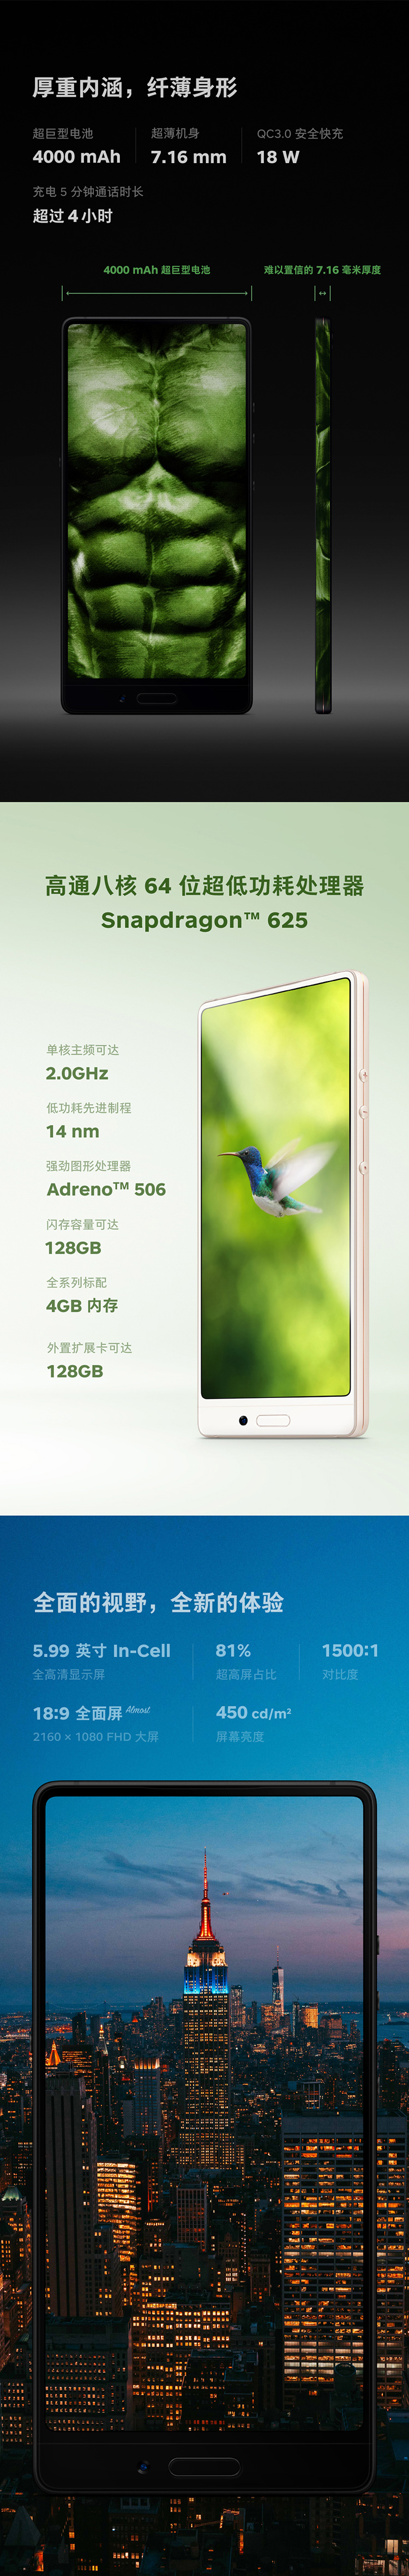 厚重内涵，纤薄身形
超巨型电池
4000 mAh
超薄机身
7.16 mm
QC3.0 安全快充
18 W
充电 5 分钟通话时长
超过 4 小时
4000 mAh 超巨型电池
难以置信的 7.16 毫米厚度
高通八核 64 位超低功耗处理器
Snapdragon™ 625
单核主频可达
2.0GHz
低功耗先进制程
14 nm
强劲图形处理器
Adreno™ 506
闪存容量可达
128GB
全系列标配
4GB 内存
外置扩展卡可达
128GB
全面的视野，全新的体验
5.99 英寸 In-Cell
全高清显示屏
81%
超高屏占比
1500:1
对比度
18:9 全面屏 Almost
2160 × 1080 FHD 大屏
450 cd/m²
屏幕亮度